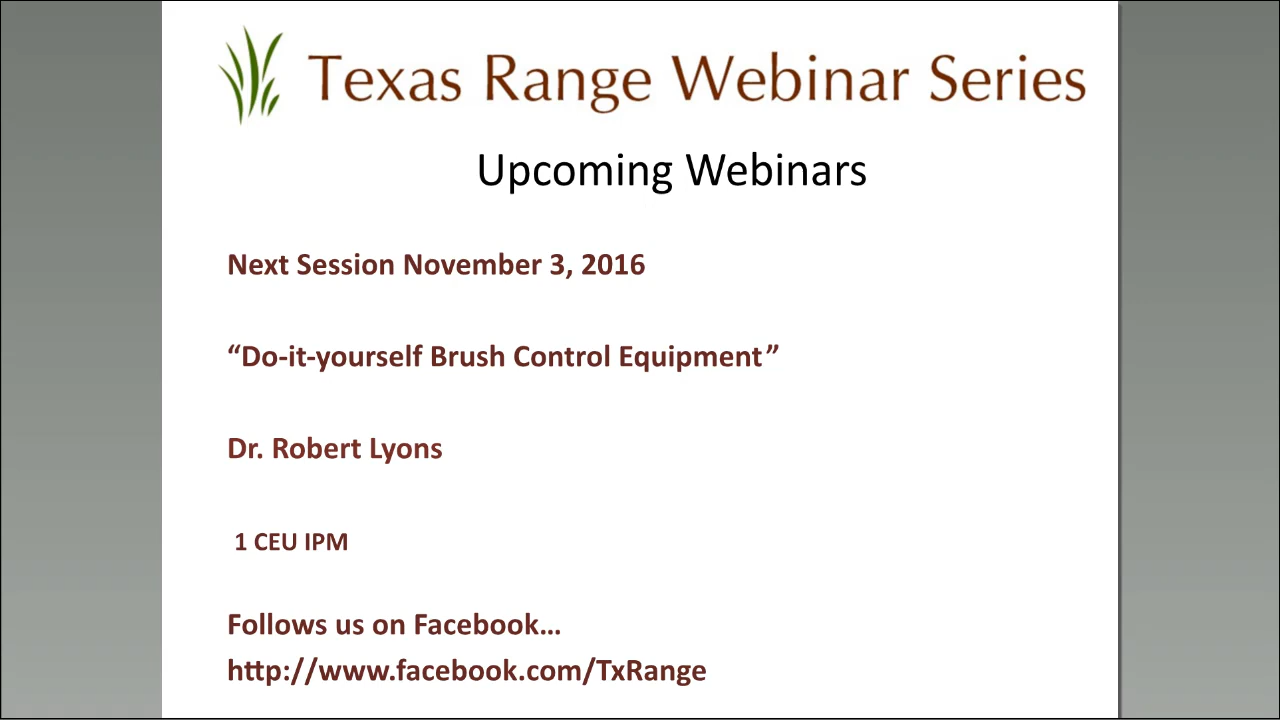 Texas Range Webinar Series
Upcoming Webinars
Next Session November 3, 2016
“Do-it-yourself Brush Control Equipment”
Dr. Robert Lyons
1 CEU IPM
Follows us on Facebook…
http://www.facebook.com/TxRange